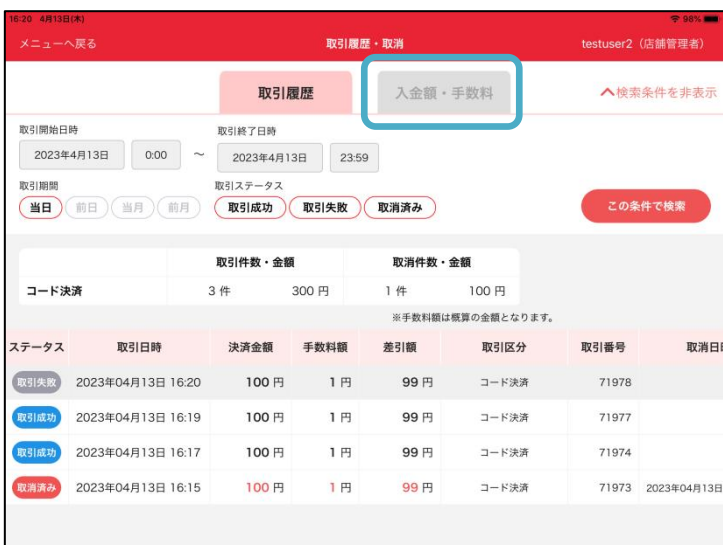 16:20 4月13日(木) 98%
メニューへ戻る 取引履歴・取消 testuser2（店舗管理者）
取引履歴 入金額・手数料 検索条件を非表示
取引開始日時 取引終了日時
2023年4月13日 0:00 〜 2023年4月13日 23:59
取引期間 取引ステータス
当日 前日 当月 前月 取引成功 取引失敗 取消済み この条件で検索
取引件数・金額 取消件数・金額
コード決済 3 件 300 円 1 件 100 円
※手数料額は概算の金額となります。
ステータス 取引日時 決済金額 手数料額 差引額 取引区分 取引番号 取消日
取引失敗 2023年04月13日 16:20 100 円 1 円 99 円 コード決済 71978
取引成功 2023年04月13日 16:19 100 円 1 円 99 円 コード決済 71977
取引成功 2023年04月13日 16:17 100 円 1 円 99 円 コード決済 71974
取消済み 2023年04月13日 16:15 100 円 1 円 99 円 コード決済 71973 2023年04月13日